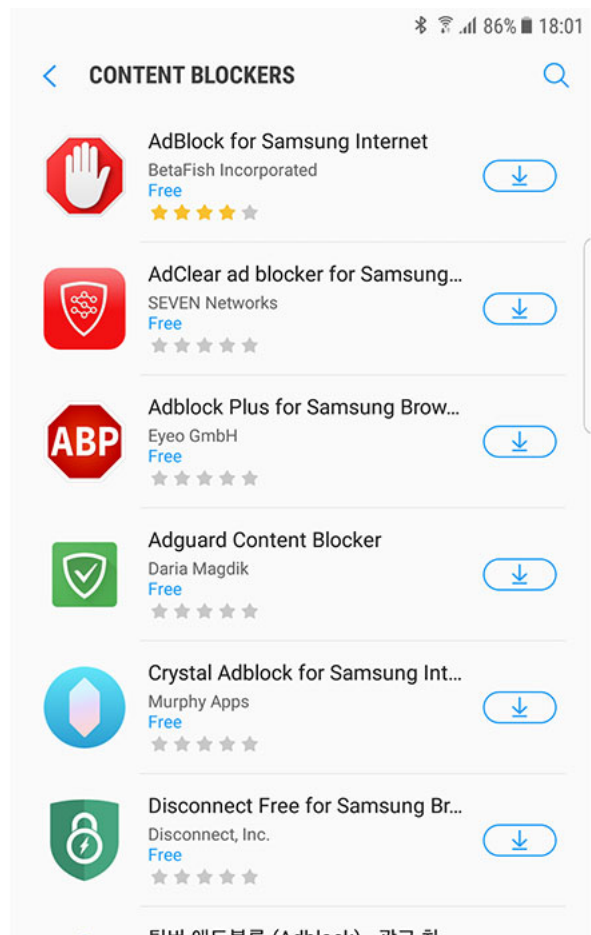 86% 18:01
CONTENT BLOCKERS
AdBlock for Samsung Internet
BetaFish Incorporated
Free
AdClear ad blocker for Samsung...
SEVEN Networks
Free
ABP
Adblock Plus for Samsung Brow...
Eyeo GmbH
Free
Adguard Content Blocker
Daria Magdik
Free
Crystal Adblock for Samsung Int...
Murphy Apps
Free
Disconnect Free for Samsung Br...
Disconnect, Inc.
Free
(Adblock)